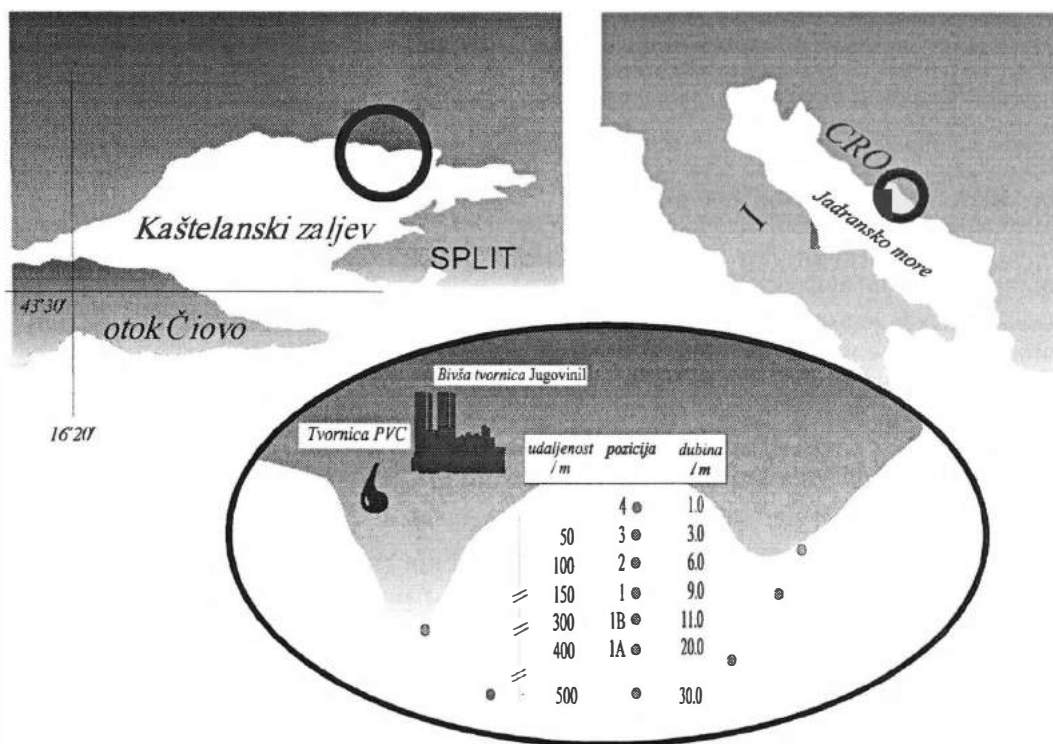 Kaštelanski zaljev
SPLIT
43°30'
otok Čiovo
16°20'
CRO
I
Jadransko more
Bivša tvornica Jugovinil
Tvornica PVC
udaljenost pozicija dubina
/ m / m
4 1.0
50 3 3.0
100 2 6.0
150 1 9.0
300 1B 11.0
400 1A 20.0
500 30.0